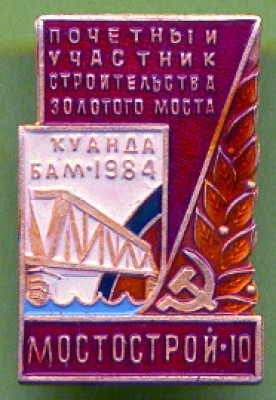 ПОЧЕТНЫЙ
УЧАСТНИК
СТРОИТЕЛЬСТВА
ЗОЛОТОГО МОСТА
КУАНДА
БАМ·1984
МОСТОСТРОЙ·10